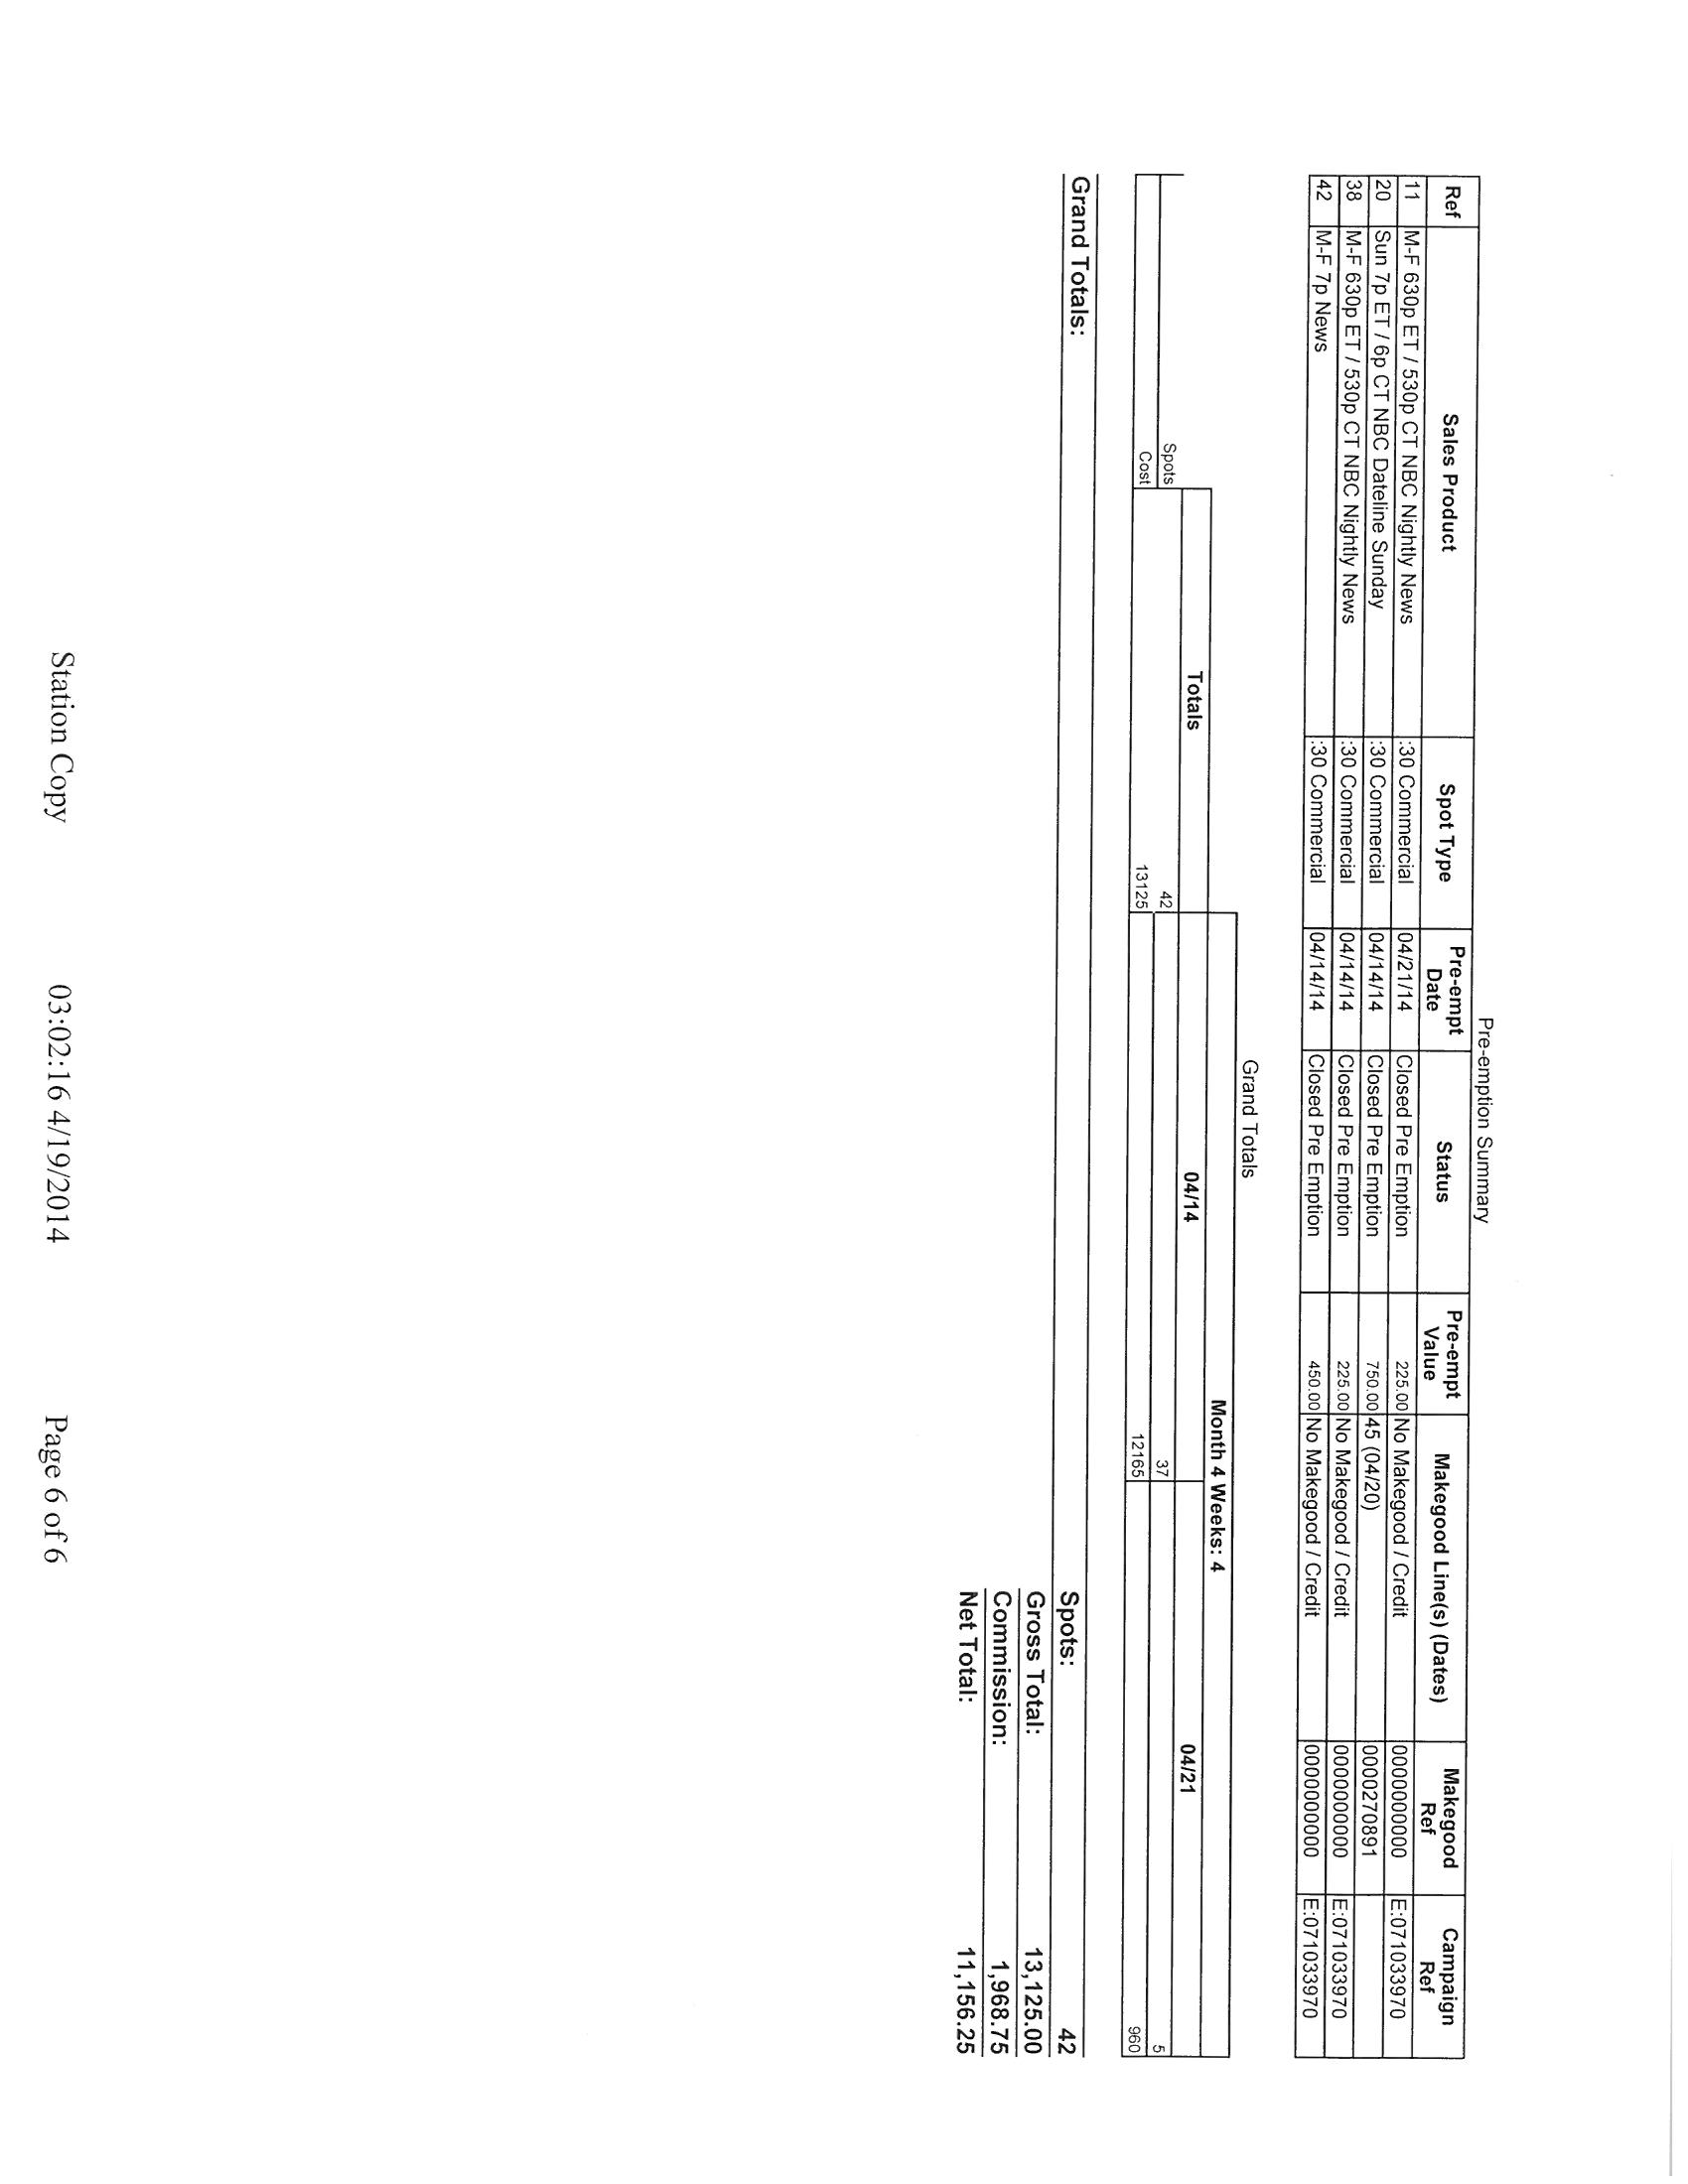 Pre-emption Summary
Ref Sales Product Spot Type Pre-empt Date Status Pre-empt Value Makegood Line(s) (Dates) Makegood Ref Campaign Ref
11 M-F 630p ET / 530p CT NBC Nightly News :30 Commercial 04/21/14 Closed Pre Emption 225.00 No Makegood / Credit 0000000000 E:071033970
20 Sun 7p ET / 6p CT NBC Dateline Sunday :30 Commercial 04/14/14 Closed Pre Emption 750.00 45 (04/20) 0000270891
38 M-F 630p ET / 530p CT NBC Nightly News :30 Commercial 04/14/14 Closed Pre Emption 225.00 No Makegood / Credit 0000000000 E:071033970
42 M-F 7p News :30 Commercial 04/14/14 Closed Pre Emption 450.00 No Makegood / Credit 0000000000 E:071033970
Grand Totals
Month 4 Weeks: 4
Totals 04/14 04/21
Spots 42 37 5
Cost 13125 12165 960
Grand Totals: Spots: 42
Gross Total: 13,125.00
Commission: 1,968.75
Net Total: 11,156.25
Station Copy 03:02:16 4/19/2014 Page 6 of 6